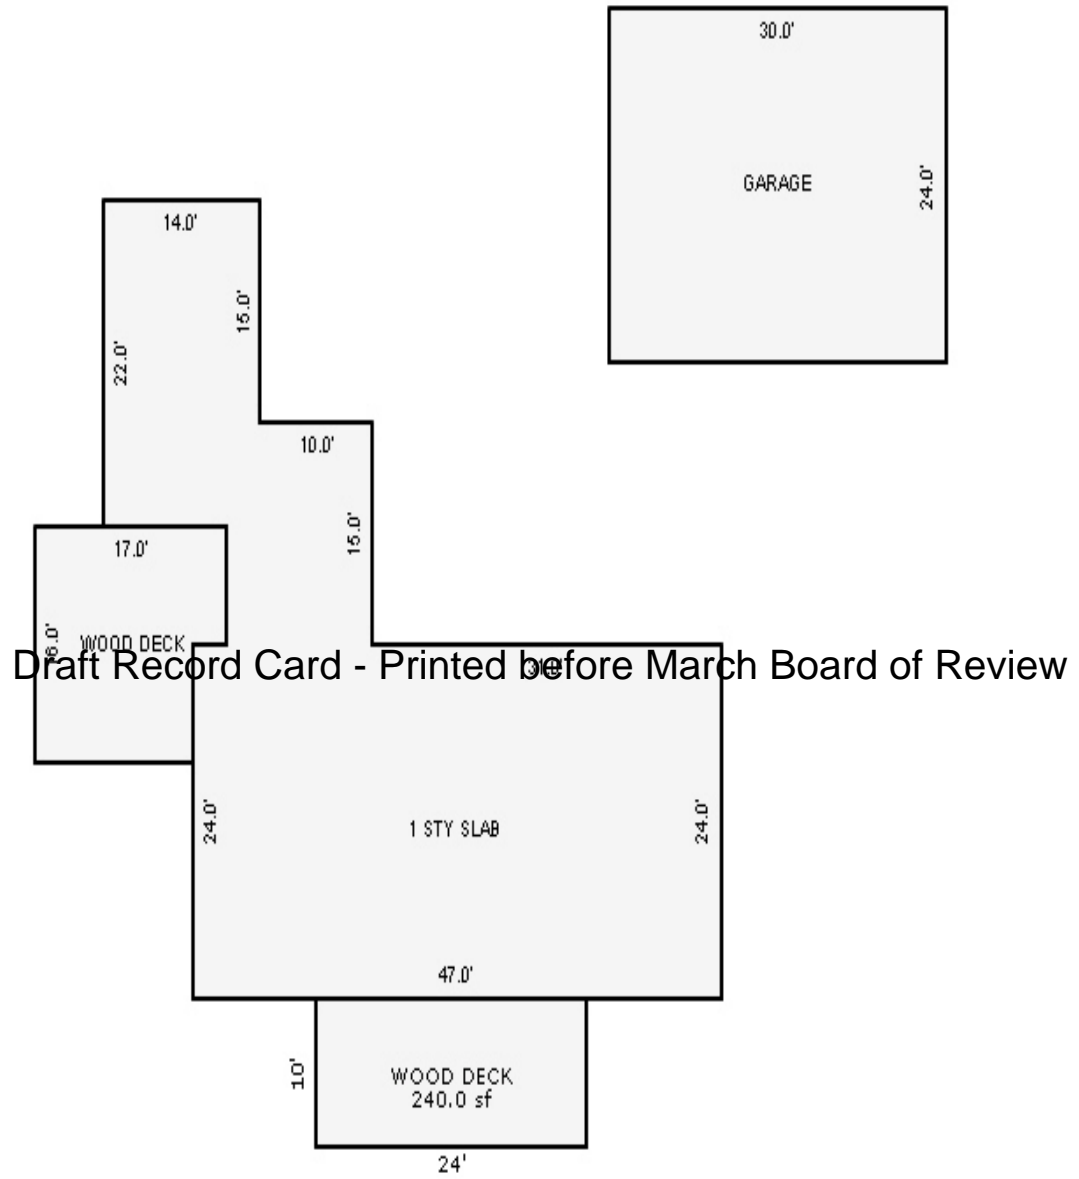 30.0'
GARAGE
24.0'
14.0'
15.0'
22.0'
10.0'
15.0'
17.0'
WOOD DECK
Draft Record Card - Printed before March Board of Review
24.0'
1 STY SLAB
24.0'
47.0'
10'
WOOD DECK
240.0 sf
24'